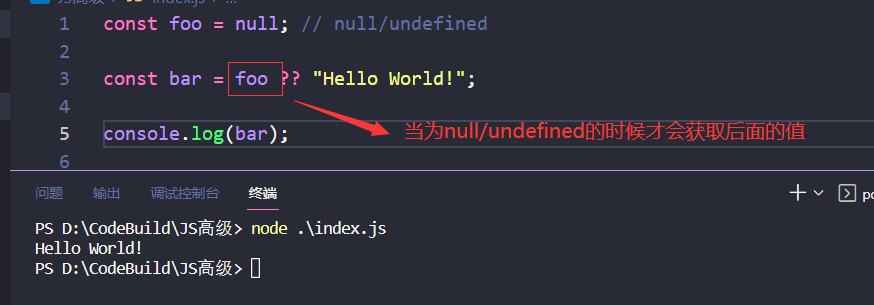 JS高级 > JS index.js > ...
1 const foo = null; // null/undefined
2
3 const bar = foo ?? "Hello World!";
4
5 console.log(bar);
当为null/undefined的时候才会获取后面的值
6
问题 输出 调试控制台 终端
PS D:\CodeBuild\JS高级> node .\index.js
Hello World!
PS D:\CodeBuild\JS高级>